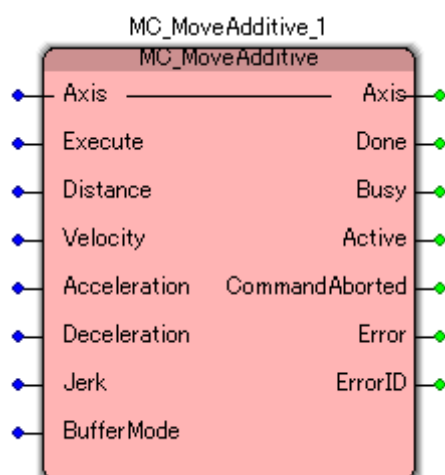 MC_MoveAdditive_1
MC_MoveAdditive
Axis Axis
Execute Done
Distance Busy
Velocity Active
Acceleration CommandAborted
Deceleration Error
Jerk ErrorID
BufferMode